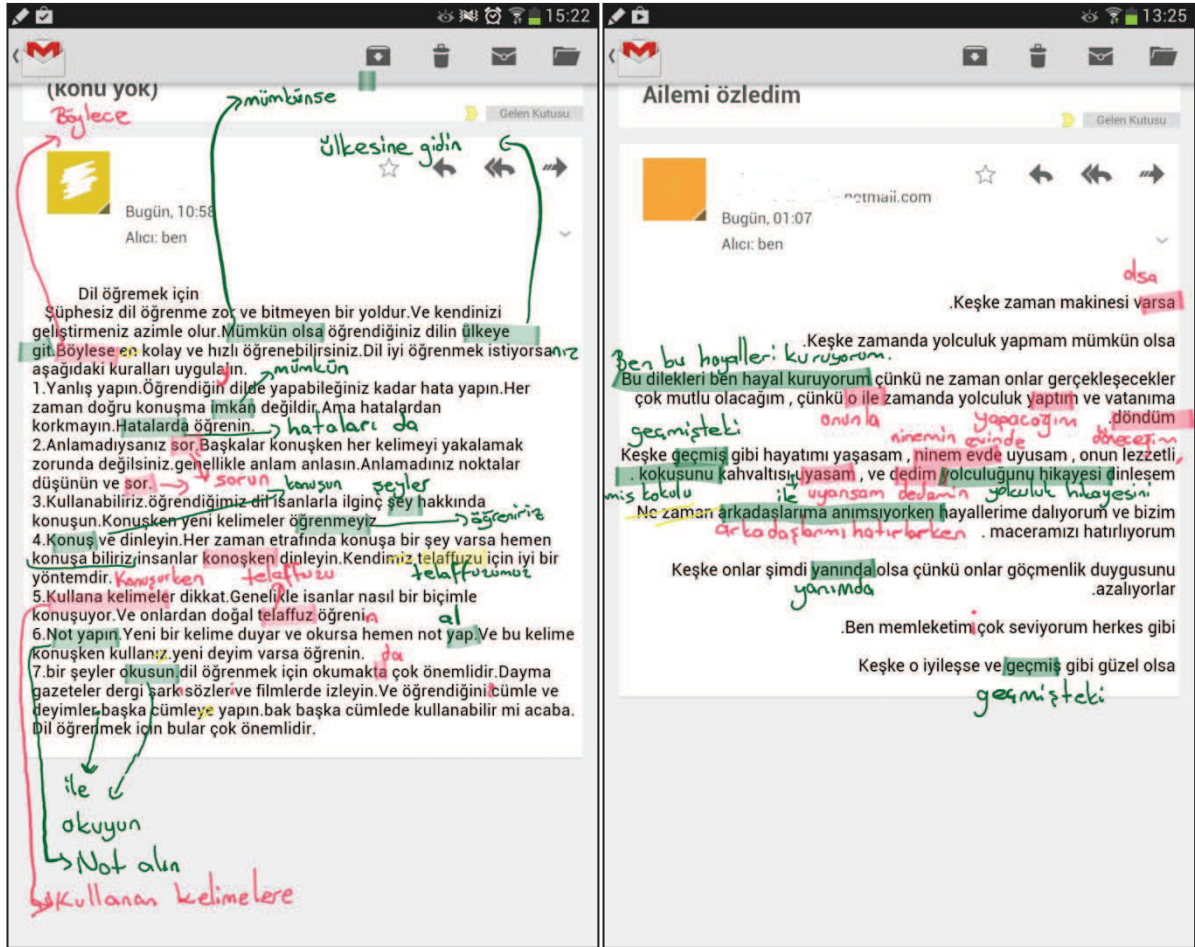 15:22
(konu yok)
Böylece
mümkünse
Gelen Kutusu
ülkesine gidin
Bugün, 10:58
Alıcı: ben
Dil öğremek için
Şüphesiz dil öğrenme zor ve bitmeyen bir yoldur.Ve kendinizi
geliştirmeniz azimle olur.Mümkün olsa öğrendiğiniz dilin ülkeye
git.Böylese en kolay ve hızlı öğrenebilirsiniz.Dil iyi öğrenmek istiyorsanız
aşağıdaki kuralları uygulayın.
mümkün
1.Yanlış yapın.Öğrendiğin dilde yapabileğiniz kadar hata yapın.Her
zaman doğru konuşma imkan değildir.Ama hatalardan
korkmayın.Hatalarda öğrenin.
hataları da
2.Anlamadıysanız sor.Başkalar konuşken her kelimeyi yakalamak
zorunda değilsiniz.genellikle anlam anlasın.Anlamadınız noktalar
düşünün ve sor.
sorun
konuşun
şeyler
3.Kullanabiliriz.öğrendiğimiz dil isanlarla ilginç şey hakkında
konuşun.Konuşken yeni kelimeler öğrenmeyiz
öğreniriz
4.Konuş ve dinleyin.Her zaman etrafında konuşa bir şey varsa hemen
konuşa biliriz insanlar konoşken dinleyin.Kendimiz telaffuzu için iyi bir
yöntemdir.
Konuşurken
telaffuzu
telaffuzumuz
5.Kullana kelimeler dikkat.Genelikle isanlar nasıl bir biçimle
konuşuyor.Ve onlardan doğal telaffuz öğrenin
al
6.Not yapın.Yeni bir kelime duyar ve okursa hemen not yap.Ve bu kelime
konuşken kullanız.yeni deyim varsa öğrenin.
da
7.bir şeyler okusun dil öğrenmek için okumakta çok önemlidir.Dayma
gazeteler dergi şarkı sözleri ve filmlerde izleyin.Ve öğrendiğini cümle ve
deyimler başka cümleye yapın.bak başka cümlede kullanabilir mi acaba.
Dil öğrenmek için bular çok önemlidir.
ile
okuyun
Not alın
Kullanan kelimelere
13:25
Ailemi özledim
Gelen Kutusu
notmail.com
Bugün, 01:07
Alıcı: ben
olsa
.Keşke zaman makinesi varsa
.Keşke zamanda yolculuk yapmam mümkün olsa
Ben bu hayalleri kuruyorum.
Bu dilekleri ben hayal kuruyorum çünkü ne zaman onlar gerçekleşecekler
çok mutlu olacağım , çünkü o ile zamanda yolculuk yaptım ve vatanıma
.döndüm
onunla
yapacağım
döneceğim
geçmişteki
ninemin evinde
Keşke geçmiş gibi hayatımı yaşasam , ninem evde uyusam , onun lezzetli
. kokusunu kahvaltısı uyasam , ve dedim yolculuğunu hikayesi dinleşem
mis kokulu
ile
uyansam
dedemin
yolculuk hikayesini
Ne zaman arkadaşlarıma anımsıyorken hayallerime dalıyorum ve bizim
. maceramızı hatırlıyorum
arkadaşlarımı hatırlarken
Keşke onlar şimdi yanında olsa çünkü onlar göçmenlik duygusunu
.azalıyorlar
yanımda
.Ben memleketimi çok seviyorum herkes gibi
Keşke o iyileşse ve geçmiş gibi güzel olsa
geçmişteki